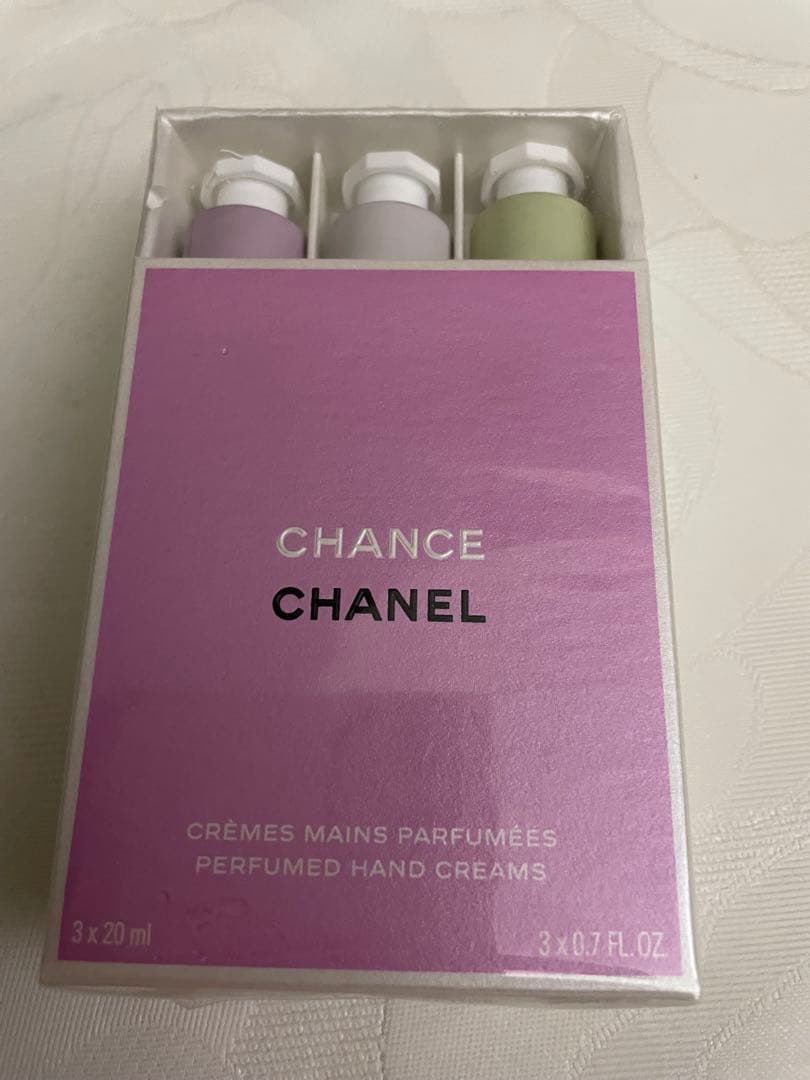 CHANCE
CHANEL
CRÈMES MAINS PARFUMÉES
PERFUMED HAND CREAMS
3 x 20 ml
3 x 0.7 FL. OZ.